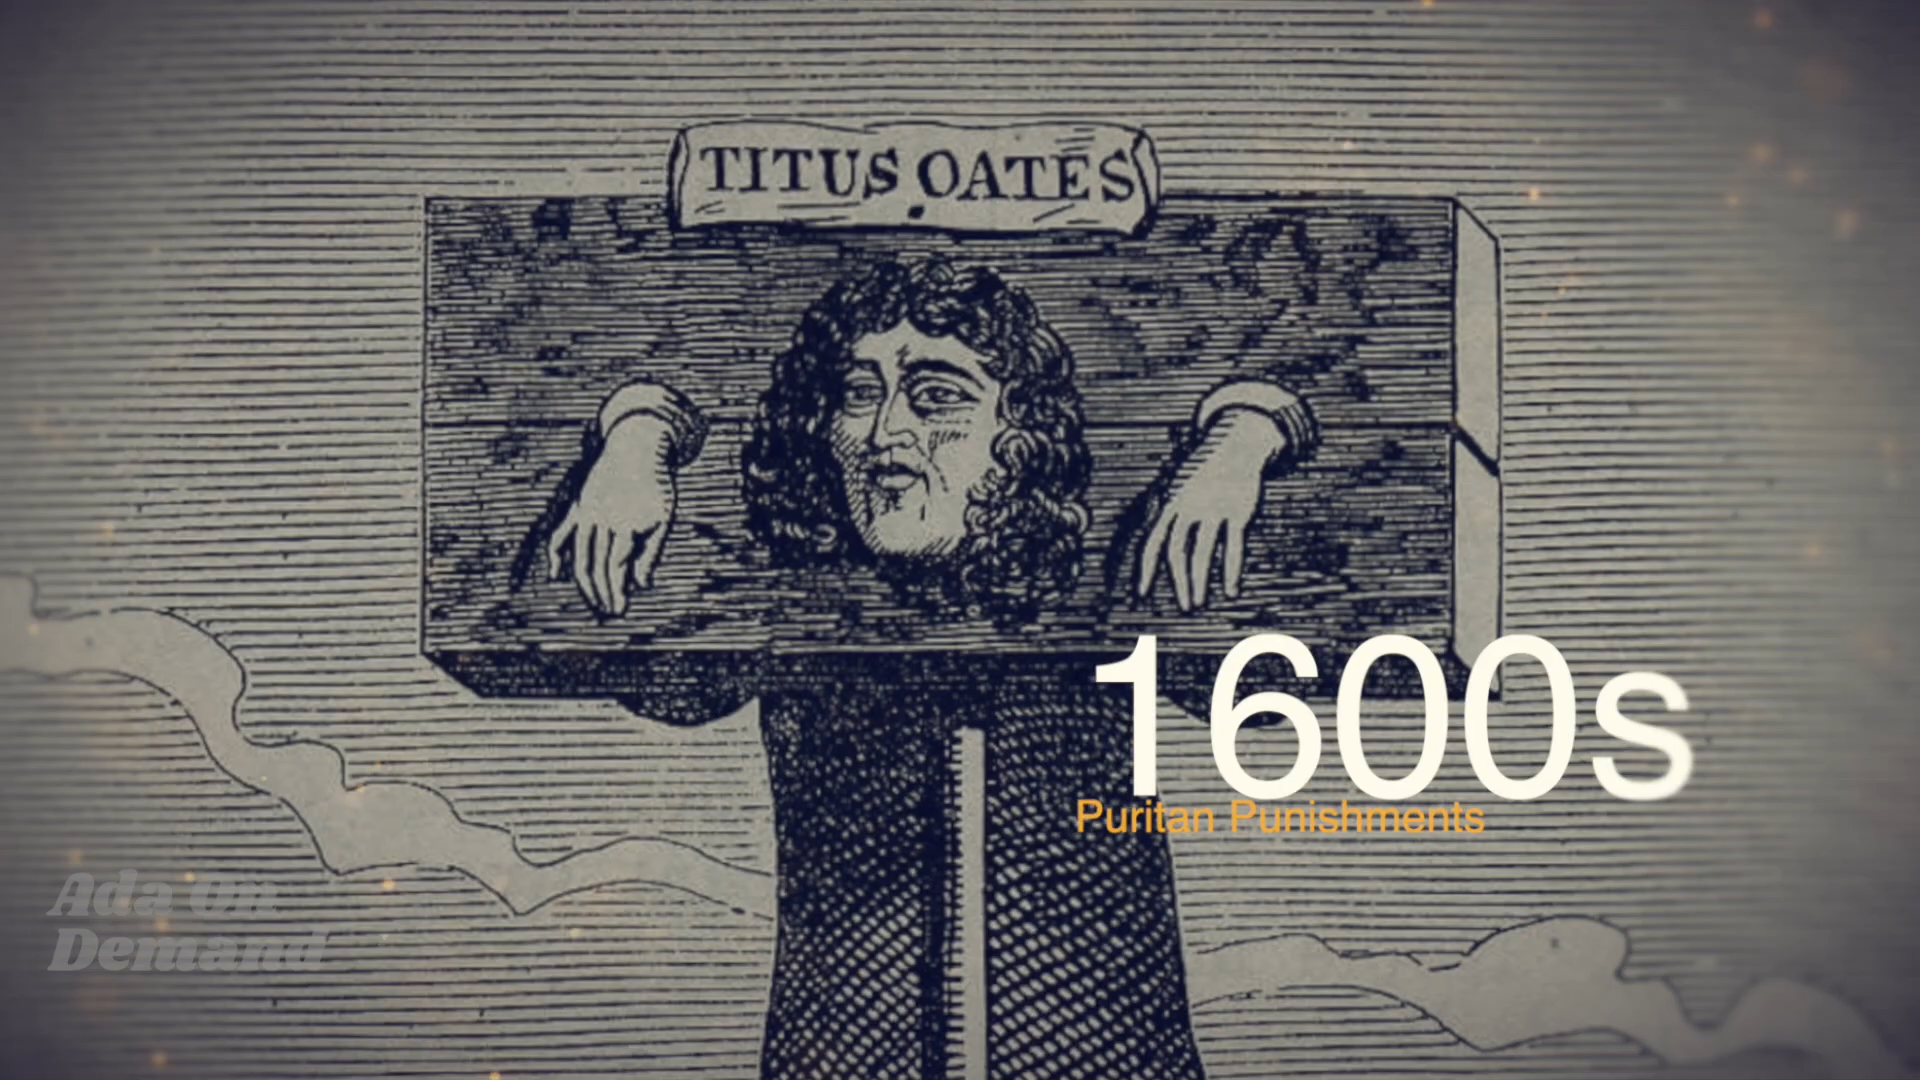 TITUS OATES
1600s
Puritan Punishments
Ada on
Demand